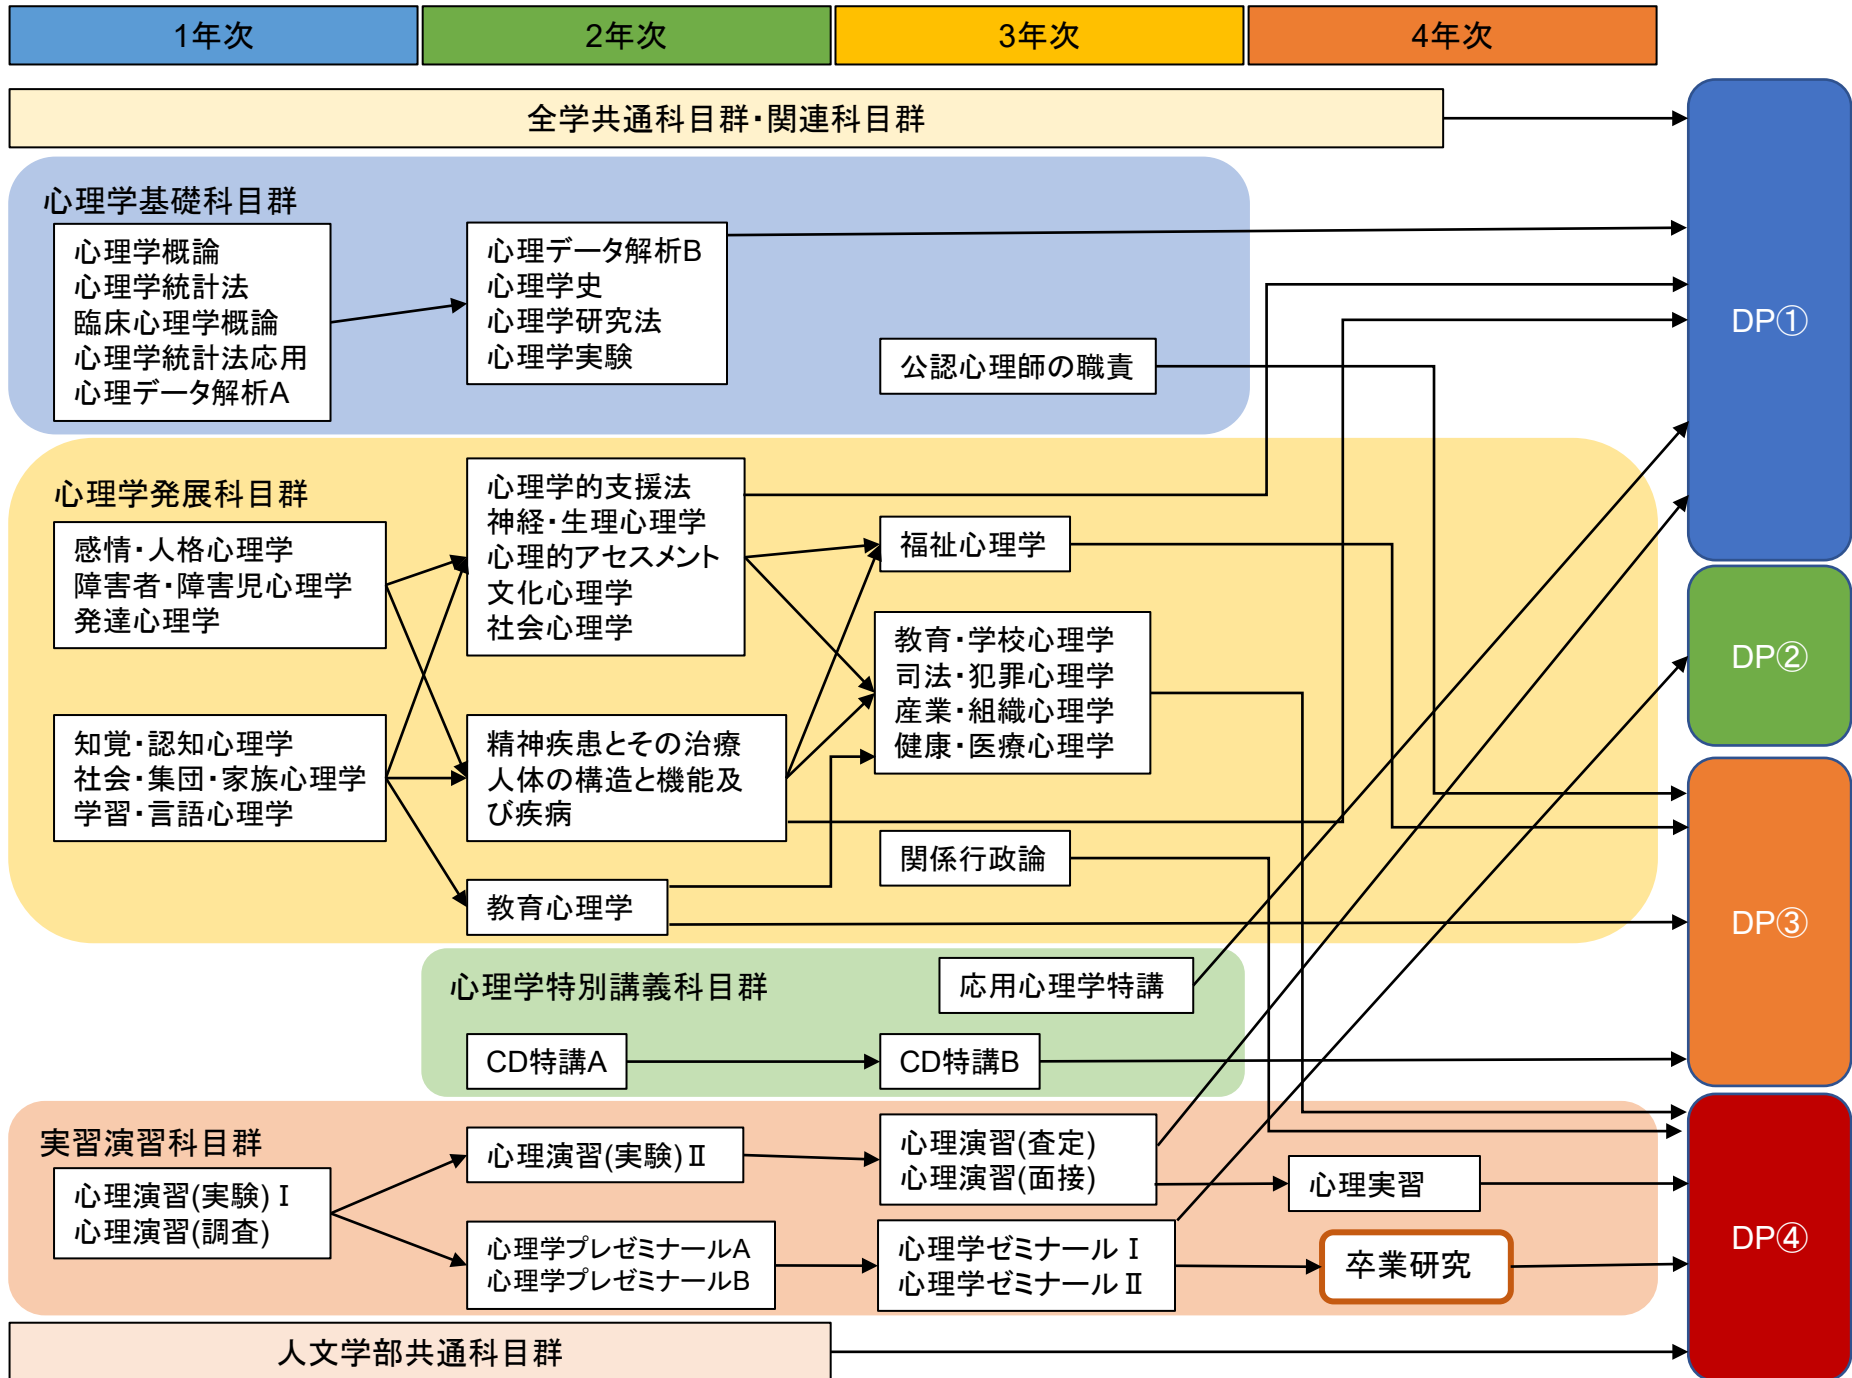 1年次
2年次
3年次
4年次
全学共通科目群・関連科目群
心理学基礎科目群
心理学概論
心理学統計法
臨床心理学概論
心理学統計法応用
心理データ解析A
心理データ解析B
心理学史
心理学研究法
心理学実験
公認心理師の職責
心理学発展科目群
感情・人格心理学
障害者・障害児心理学
発達心理学
知覚・認知心理学
社会・集団・家族心理学
学習・言語心理学
心理学的支援法
神経・生理心理学
心理的アセスメント
文化心理学
社会心理学
精神疾患とその治療
人体の構造と機能及
び疾病
教育心理学
福祉心理学
教育・学校心理学
司法・犯罪心理学
産業・組織心理学
健康・医療心理学
関係行政論
心理学特別講義科目群
応用心理学特講
CD特講A
CD特講B
実習演習科目群
心理演習(実験)Ⅰ
心理演習(調査)
心理演習(実験)Ⅱ
心理学プレゼミナールA
心理学プレゼミナールB
心理演習(査定)
心理演習(面接)
心理学ゼミナールⅠ
心理学ゼミナールⅡ
心理実習
卒業研究
人文学部共通科目群
DP①
DP②
DP③
DP④